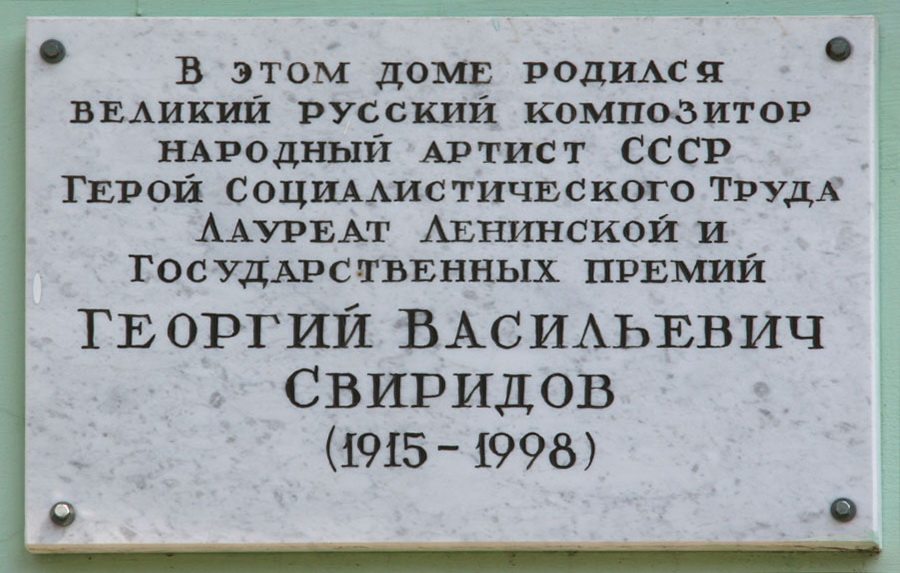 В ЭТОМ ДОМЕ РОДИЛСЯ
ВЕЛИКИЙ РУССКИЙ КОМПОЗИТОР
НАРОДНЫЙ АРТИСТ СССР
ГЕРОЙ СОЦИАЛИСТИЧЕСКОГО ТРУДА
ЛАУРЕАТ ЛЕНИНСКОЙ И
ГОСУДАРСТВЕННЫХ ПРЕМИЙ
ГЕОРГИЙ ВАСИЛЬЕВИЧ
СВИРИДОВ
(1915-1998)